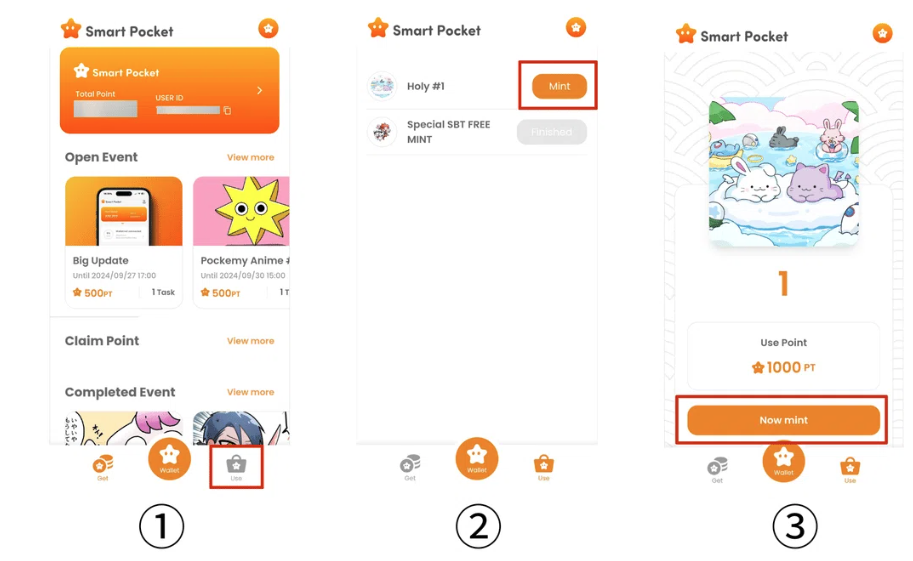 Smart Pocket
Smart Pocket
Total Point
USER ID
Open Event
View more
Big Update
Until 2024/09/27 17:00
500PT
1 Task
Pockemy Anime #
Until 2024/09/30 15:00
500PT
1 T
Claim Point
View more
Completed Event
View more
Get
Wallet
Use
①
Smart Pocket
Holy #1
Mint
Special SBT FREE
MINT
Finished
Get
Wallet
Use
②
Smart Pocket
1
Use Point
1000 PT
Now mint
Get
Wallet
Use
③